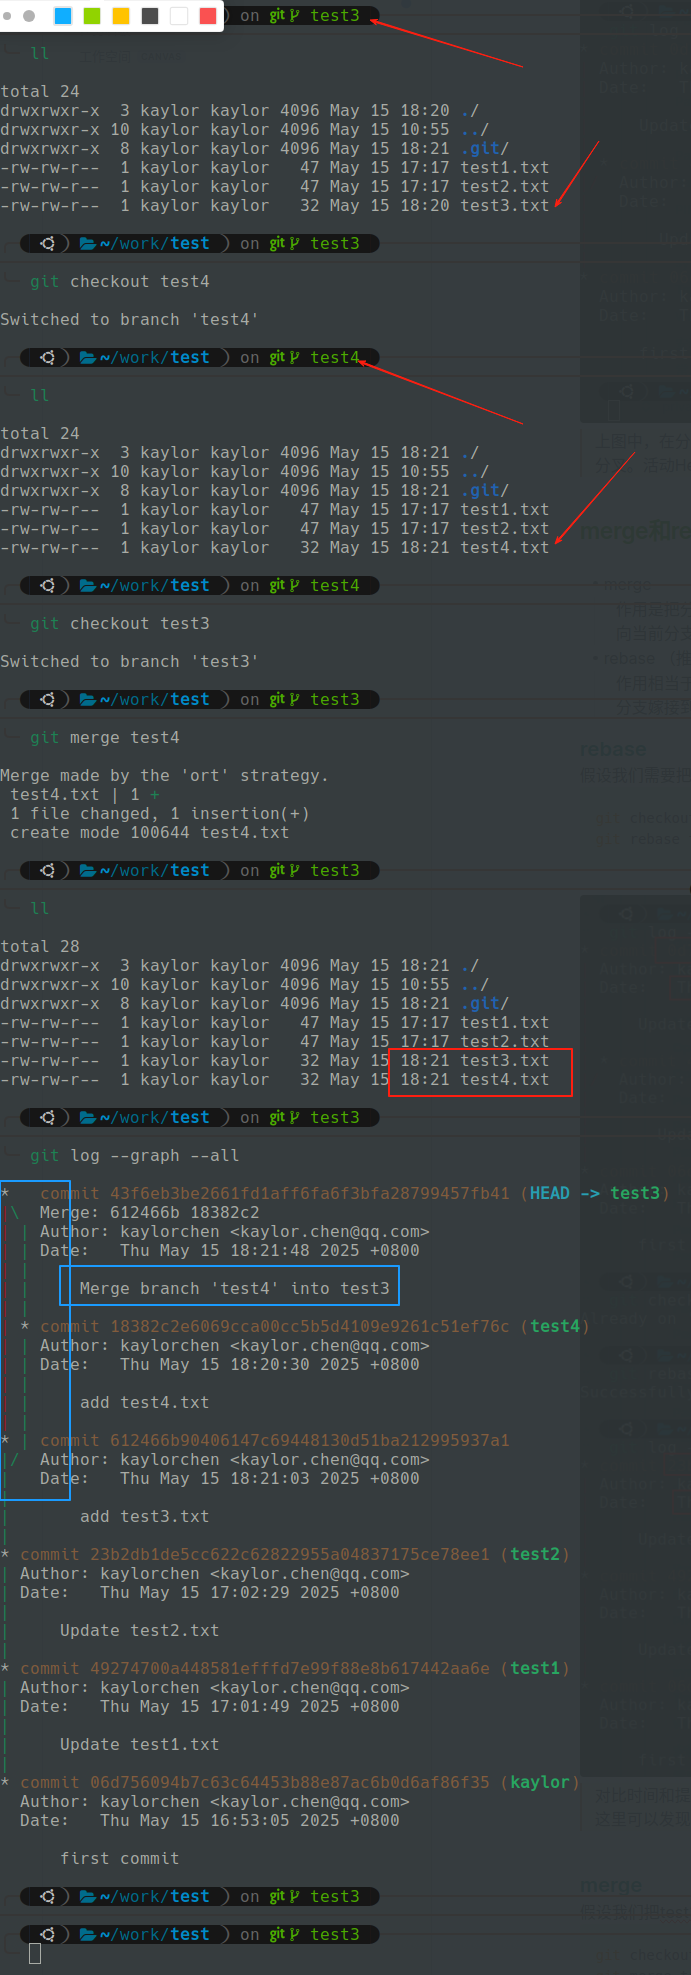 git test3
ll
total 24
drwxrwxr-x  3 kaylor kaylor 4096 May 15 18:20 ./
drwxrwxr-x 10 kaylor kaylor 4096 May 15 10:55 ../
drwxrwxr-x  8 kaylor kaylor 4096 May 15 18:21 .git/
-rw-rw-r--  1 kaylor kaylor   47 May 15 17:17 test1.txt
-rw-rw-r--  1 kaylor kaylor   47 May 15 17:17 test2.txt
-rw-rw-r--  1 kaylor kaylor   32 May 15 18:20 test3.txt
~/work/test ) on git test3
git checkout test4
Switched to branch 'test4'
~/work/test ) on git test4
ll
total 24
drwxrwxr-x  3 kaylor kaylor 4096 May 15 18:21 ./
drwxrwxr-x 10 kaylor kaylor 4096 May 15 10:55 ../
drwxrwxr-x  8 kaylor kaylor 4096 May 15 18:21 .git/
-rw-rw-r--  1 kaylor kaylor   47 May 15 17:17 test1.txt
-rw-rw-r--  1 kaylor kaylor   47 May 15 17:17 test2.txt
-rw-rw-r--  1 kaylor kaylor   32 May 15 18:21 test4.txt
~/work/test ) on git test4
git checkout test3
Switched to branch 'test3'
~/work/test ) on git test3
git merge test4
Merge made by the 'ort' strategy.
 test4.txt | 1 +
 1 file changed, 1 insertion(+)
 create mode 100644 test4.txt
~/work/test ) on git test3
ll
total 28
drwxrwxr-x  3 kaylor kaylor 4096 May 15 18:21 ./
drwxrwxr-x 10 kaylor kaylor 4096 May 15 10:55 ../
drwxrwxr-x  8 kaylor kaylor 4096 May 15 18:21 .git/
-rw-rw-r--  1 kaylor kaylor   47 May 15 17:17 test1.txt
-rw-rw-r--  1 kaylor kaylor   47 May 15 17:17 test2.txt
-rw-rw-r--  1 kaylor kaylor   32 May 15 18:21 test3.txt
-rw-rw-r--  1 kaylor kaylor   32 May 15 18:21 test4.txt
~/work/test ) on git test3
git log --graph --all
*   commit 43f6eb3be2661fd1aff6fa6f3bfa28799457fb41 (HEAD -> test3)
|\  Merge: 612466b 18382c2
| | Author: kaylorchen <kaylor.chen@qq.com>
| | Date:   Thu May 15 18:21:48 2025 +0800
| |
| |     Merge branch 'test4' into test3
| |
| * commit 18382c2e6069cca00cc5b5d4109e9261c51ef76c (test4)
| | Author: kaylorchen <kaylor.chen@qq.com>
| | Date:   Thu May 15 18:20:30 2025 +0800
| |
| |     add test4.txt
| |
* | commit 612466b90406147c69448130d51ba212995937a1
|/  Author: kaylorchen <kaylor.chen@qq.com>
|   Date:   Thu May 15 18:21:03 2025 +0800
|
|       add test3.txt
|
* commit 23b2db1de5cc622c62822955a04837175ce78ee1 (test2)
| Author: kaylorchen <kaylor.chen@qq.com>
| Date:   Thu May 15 17:02:29 2025 +0800
|
|     Update test2.txt
|
* commit 49274700a448581efffd7e99f88e8b617442aa6e (test1)
| Author: kaylorchen <kaylor.chen@qq.com>
| Date:   Thu May 15 17:01:49 2025 +0800
|
|     Update test1.txt
|
* commit 06d756094b7c63c64453b88e87ac6b0d6af86f35 (kaylor)
  Author: kaylorchen <kaylor.chen@qq.com>
  Date:   Thu May 15 16:53:05 2025 +0800
      first commit
~/work/test ) on git test3
~/work/test ) on git test3
merge
rebase
假设我们需要把
merge